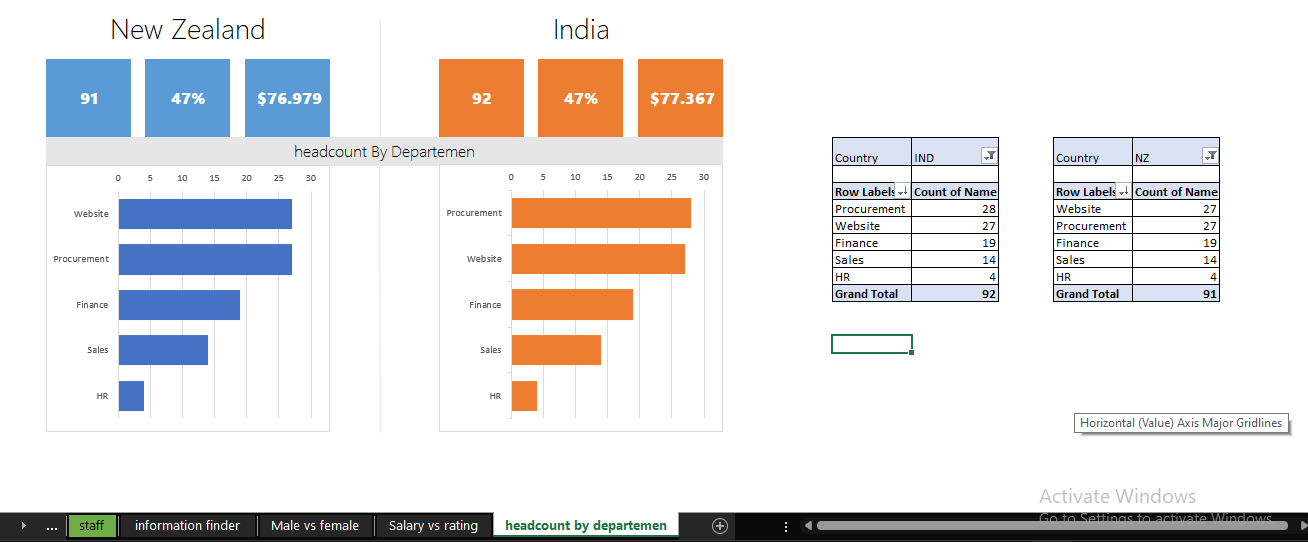 New Zealand
India
91
47%
$76.979
92
47%
$77.367
headcount By Departemen
0 5 10 15 20 25 30
Website
Procurement
Finance
Sales
HR
0 5 10 15 20 25 30
Procurement
Website
Finance
Sales
HR
Country IND
Row Labels Count of Name
Procurement 28
Website 27
Finance 19
Sales 14
HR 4
Grand Total 92
Country NZ
Row Labels Count of Name
Website 27
Procurement 27
Finance 19
Sales 14
HR 4
Grand Total 91
Horizontal (Value) Axis Major Gridlines
Activate Windows
Go to Settings to activate Windows.
... staff information finder Male vs female Salary vs rating headcount by departemen